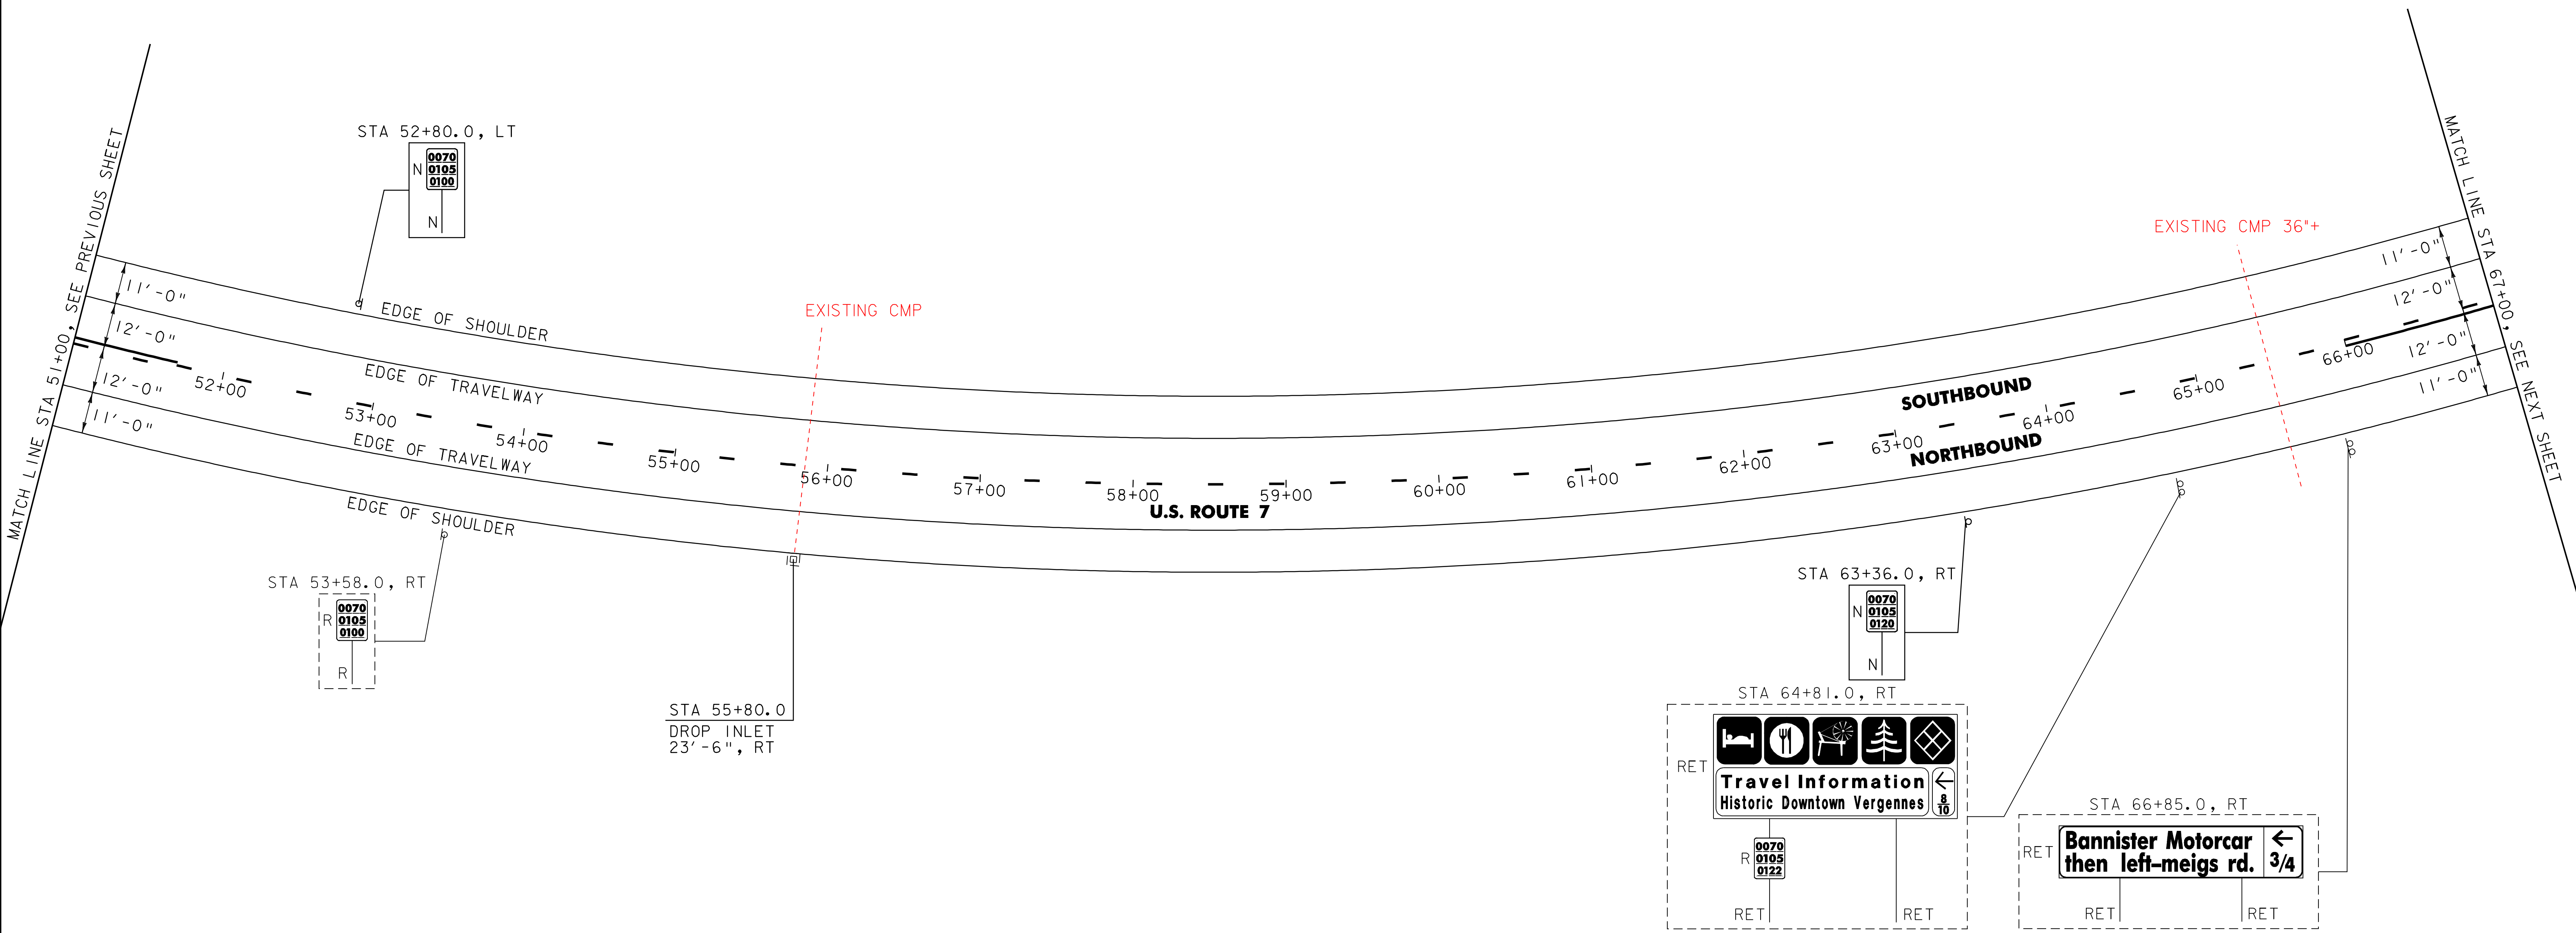 MATCH LINE STA 51+00, SEE PREVIOUS SHEET
11'-0"
12'-0"
12'-0"
11'-0"
STA 52+80.0, LT
N
0070
0105
0100
N
EDGE OF SHOULDER
EDGE OF TRAVELWAY
EDGE OF TRAVELWAY
EDGE OF SHOULDER
52+00
53+00
54+00
55+00
56+00
57+00
58+00
59+00
60+00
61+00
62+00
63+00
64+00
65+00
66+00
EXISTING CMP
U.S. ROUTE 7
SOUTHBOUND
NORTHBOUND
EXISTING CMP 36"+
11'-0"
12'-0"
12'-0"
11'-0"
MATCH LINE STA 67+00, SEE NEXT SHEET
STA 53+58.0, RT
R
0070
0105
0100
R
STA 55+80.0
DROP INLET
23'-6", RT
STA 63+36.0, RT
N
0070
0105
0120
N
STA 64+81.0, RT
RET
Travel Information
Historic Downtown Vergennes
←
8
10
R
0070
0105
0122
RET
RET
STA 66+85.0, RT
RET
Bannister Motorcar ←
then left-meigs rd. 3/4
RET
RET